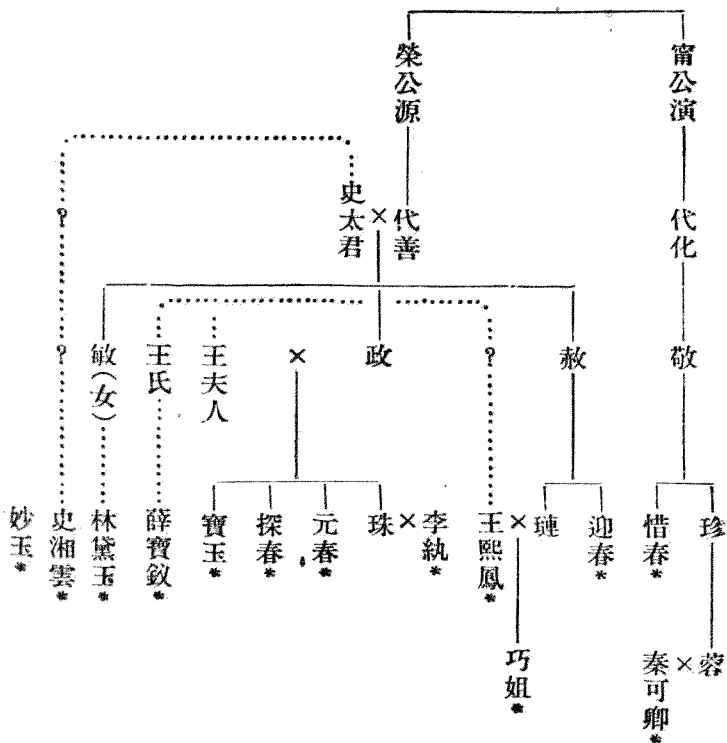 甯公演
榮公源
代化
代善
×
史太君
?
敬
赦
?
政
×
王夫人
王氏
敏(女)
?
珍
惜春*
迎春*
璉
×
王熙鳳*
李紈*
×
珠
元春*
探春*
寶玉*
薛寶釵*
林黛玉*
史湘雲*
妙玉*
蓉
×
秦可卿*
巧姐*